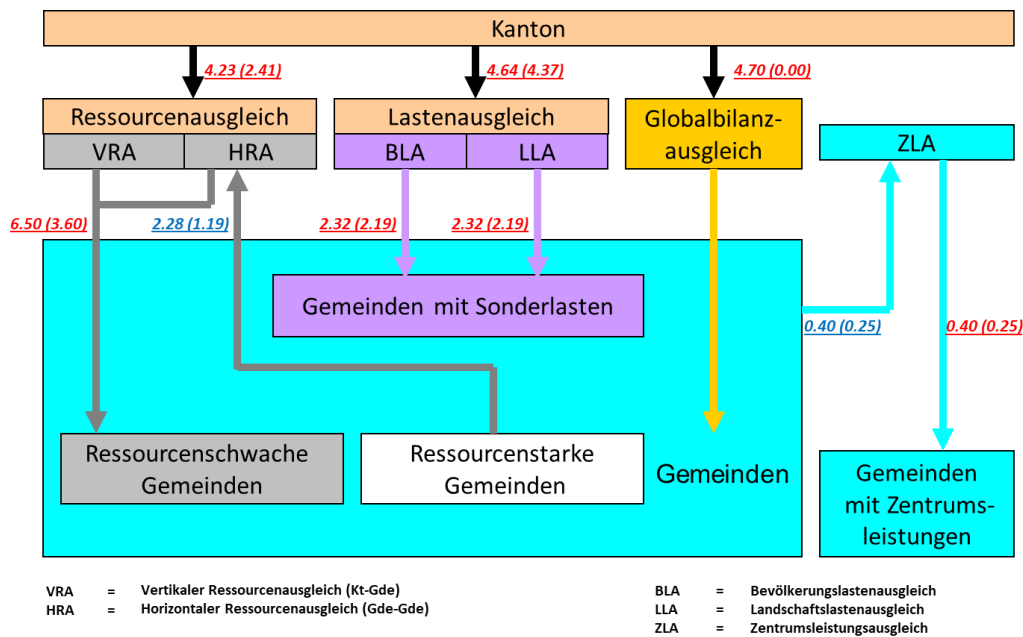 Kanton
4.23 (2.41)
4.64 (4.37)
4.70 (0.00)
Ressourcenausgleich
Lastenausgleich
Globalbilanz-
ausgleich
ZLA
VRA
HRA
BLA
LLA
6.50 (3.60)
2.28 (1.19)
2.32 (2.19)
2.32 (2.19)
Gemeinden mit Sonderlasten
0.40 (0.25)
0.40 (0.25)
Ressourcenschwache
Gemeinden
Ressourcenstarke
Gemeinden
Gemeinden
Gemeinden
mit Zentrums-
leistungen
VRA = Vertikaler Ressourcenausgleich (Kt-Gde)
HRA = Horizontaler Ressourcenausgleich (Gde-Gde)
BLA = Bevölkerungslastenausgleich
LLA = Landschaftslastenausgleich
ZLA = Zentrumsleistungsausgleich